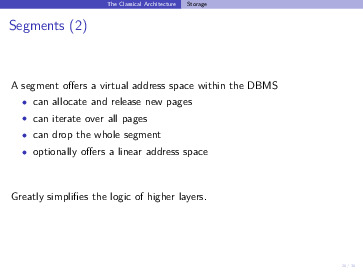 The Classical Architecture Storage
Segments (2)
A segment offers a virtual address space within the DBMS
• can allocate and release new pages
• can iterate over all pages
• can drop the whole segment
• optionally offers a linear address space
Greatly simplifies the logic of higher layers.